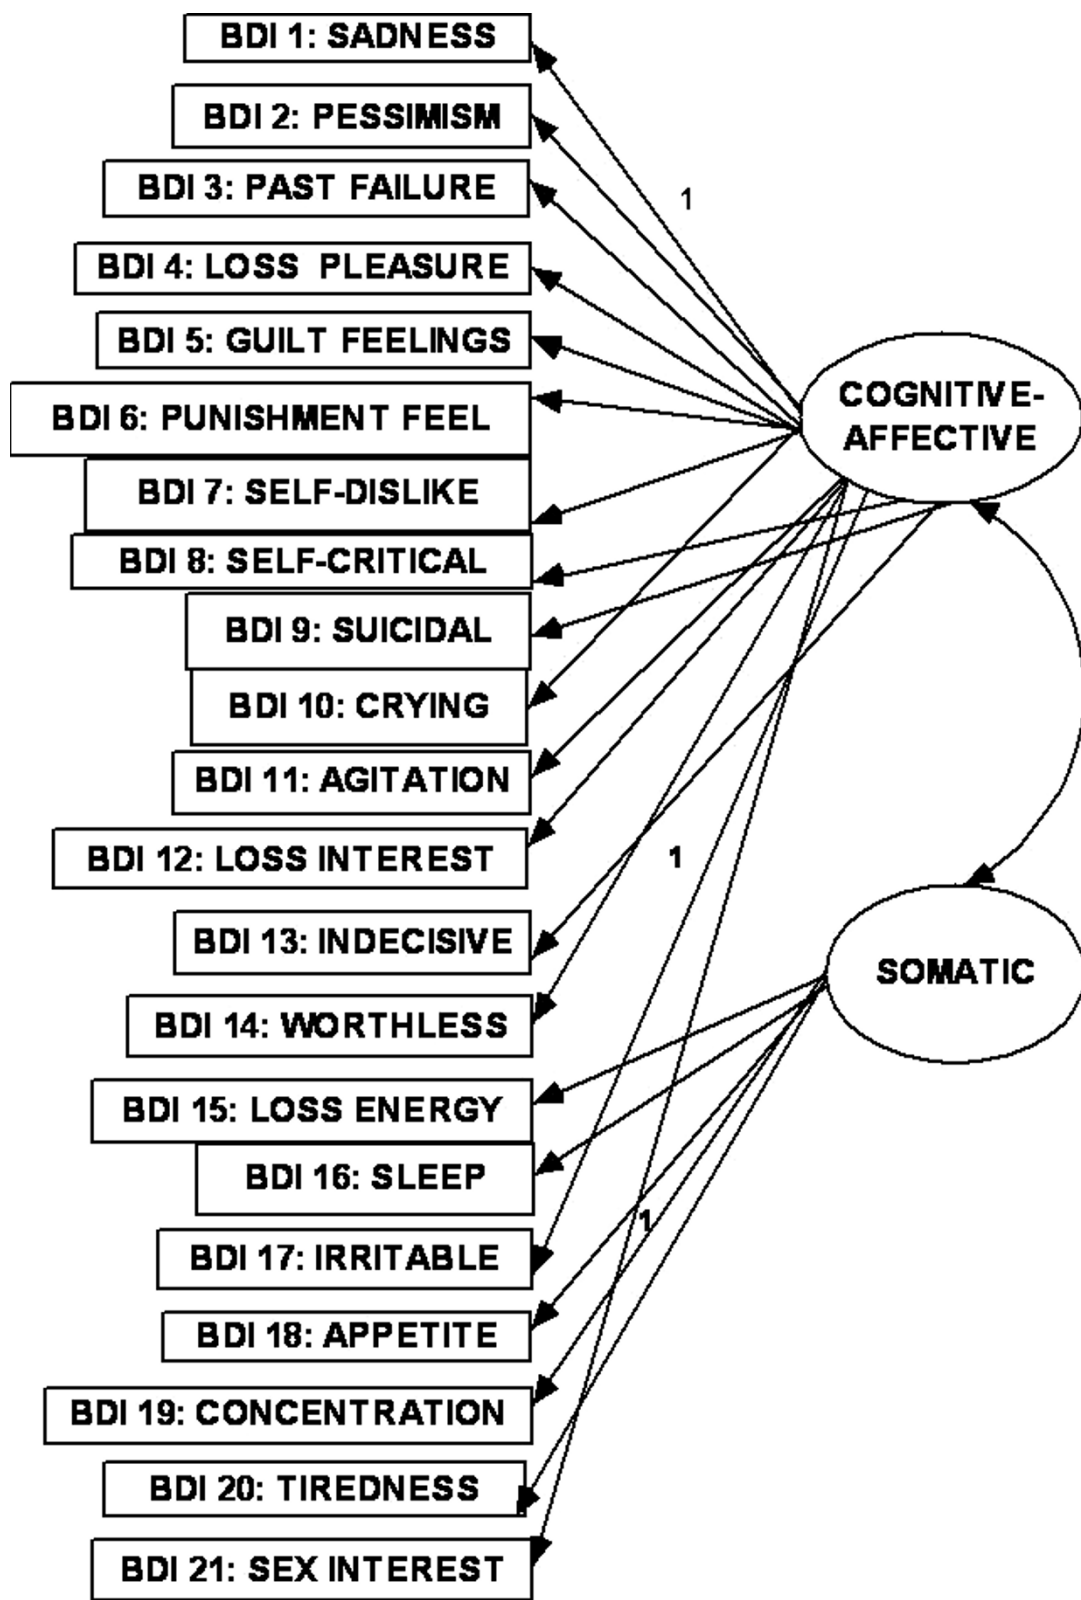 BDI 1: SADNESS
BDI 2: PESSIMISM
1
BDI 3: PAST FAILURE
BDI 4: LOSS PLEASURE
BDI 5: GUILT FEELINGS
COGNITIVE-
AFFECTIVE
BDI 6: PUNISHMENT FEEL
BDI 7: SELF-DISLIKE
BDI 8: SELF-CRITICAL
BDI 9: SUICIDAL
BDI 10: CRYING
BDI 11: AGITATION
BDI 12: LOSS INTEREST
1
BDI 13: INDECISIVE
SOMATIC
BDI 14: WORTHLESS
BDI 15: LOSS ENERGY
BDI 16: SLEEP
1
BDI 17: IRRITABLE
BDI 18: APPETITE
BDI 19: CONCENTRATION
BDI 20: TIREDNESS
BDI 21: SEX INTEREST